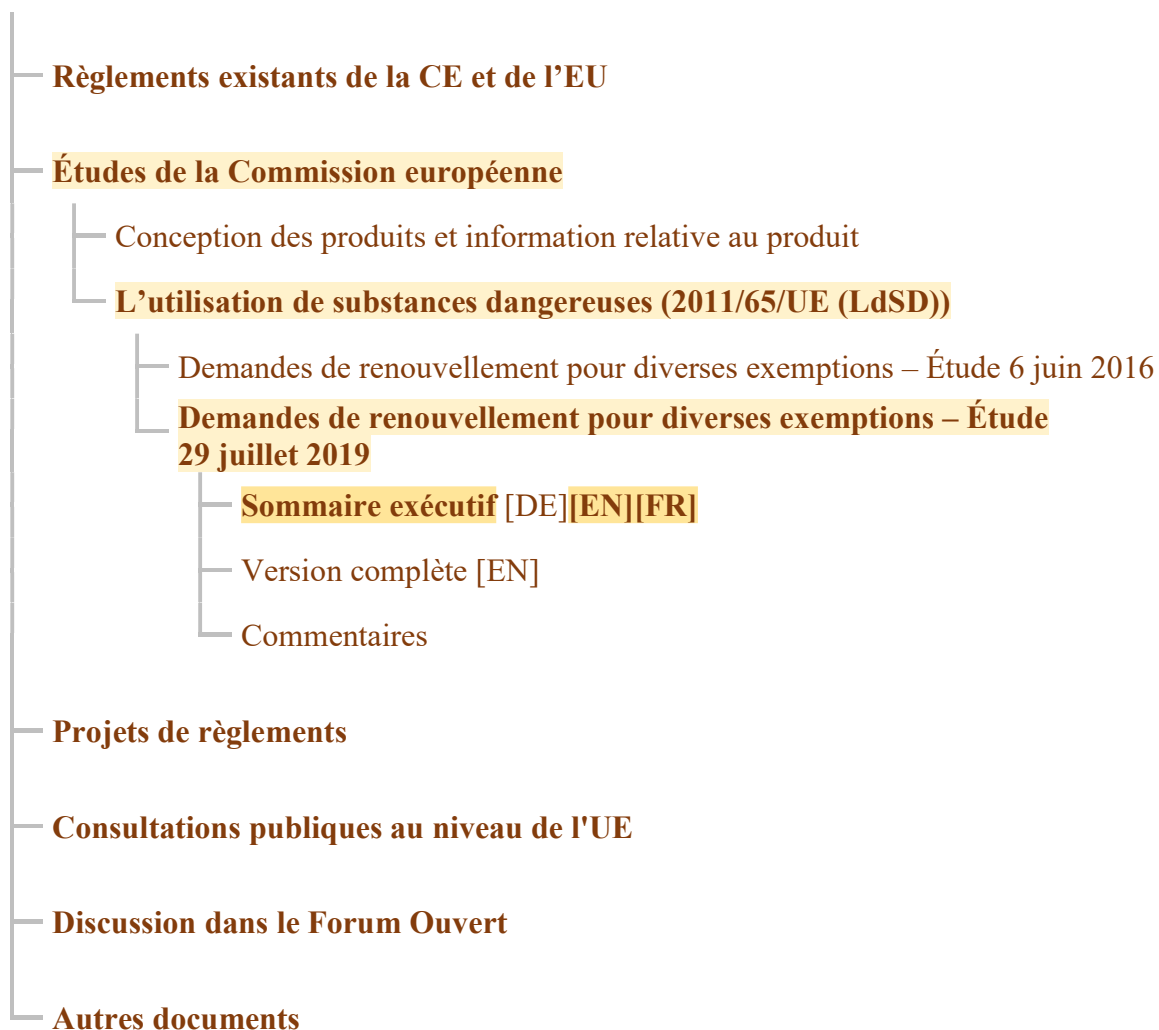 Règlements existants de la CE et de l’EU
Études de la Commission européenne
Conception des produits et information relative au produit
L’utilisation de substances dangereuses (2011/65/UE (LdSD))
Demandes de renouvellement pour diverses exemptions – Étude 6 juin 2016
Demandes de renouvellement pour diverses exemptions – Étude
29 juillet 2019
Sommaire exécutif [DE][EN][FR]
Version complète [EN]
Commentaires
Projets de règlements
Consultations publiques au niveau de l'UE
Discussion dans le Forum Ouvert
Autres documents